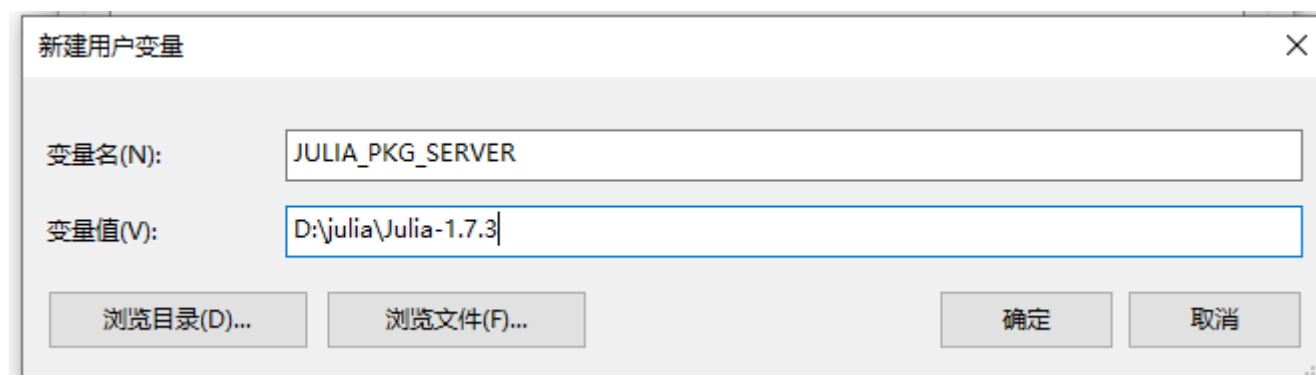 新建用户变量
变量名(N): JULIA_PKG_SERVER
变量值(V): D:\julia\Julia-1.7.3
浏览目录(D)... 浏览文件(F)... 确定 取消